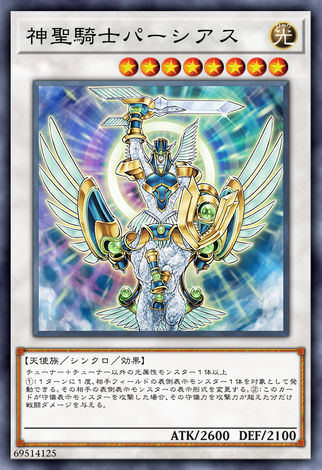 神聖騎士パーシアス
光
【天使族／シンクロ／効果】
チューナー＋チューナー以外の光属性モンスター１体以上
①：１ターンに１度、相手フィールドの表側表示モンスター１体を対象として発
動できる。その相手の表側表示モンスターの表示形式を変更する。②：このカー
ドが守備表示モンスターを攻撃した場合、その守備力を攻撃力が超えた分だけ
戦闘ダメージを与える。
ATK/2600 DEF/2100
69514125